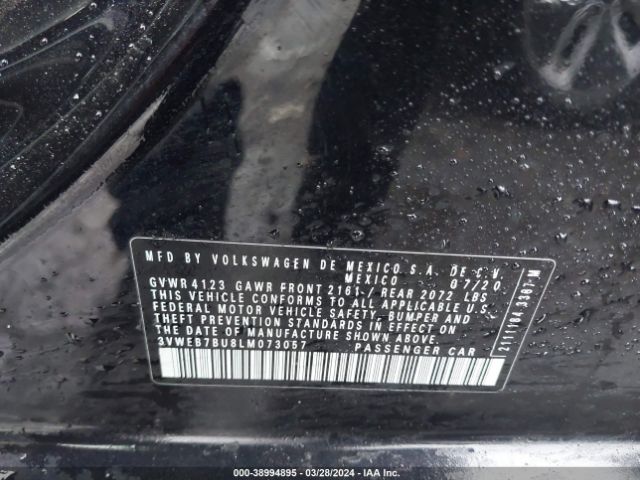 MFD BY VOLKSWAGEN DE MEXICO S.A. DE C.V.
MEXICO 07/20
GVWR 4123 GAWR FRONT 2161 / REAR 2072 LBS
THIS VEHICLE CONFORMS TO ALL APPLICABLE U.S.
FEDERAL MOTOR VEHICLE SAFETY, BUMPER AND
THEFT PREVENTION STANDARDS IN EFFECT ON
THE DATE OF MANUFACTURE SHOWN ABOVE.
3VWEB7BU8LM073057 PASSENGER CAR
000-38994895 | 03/28/2024 | IAA Inc.